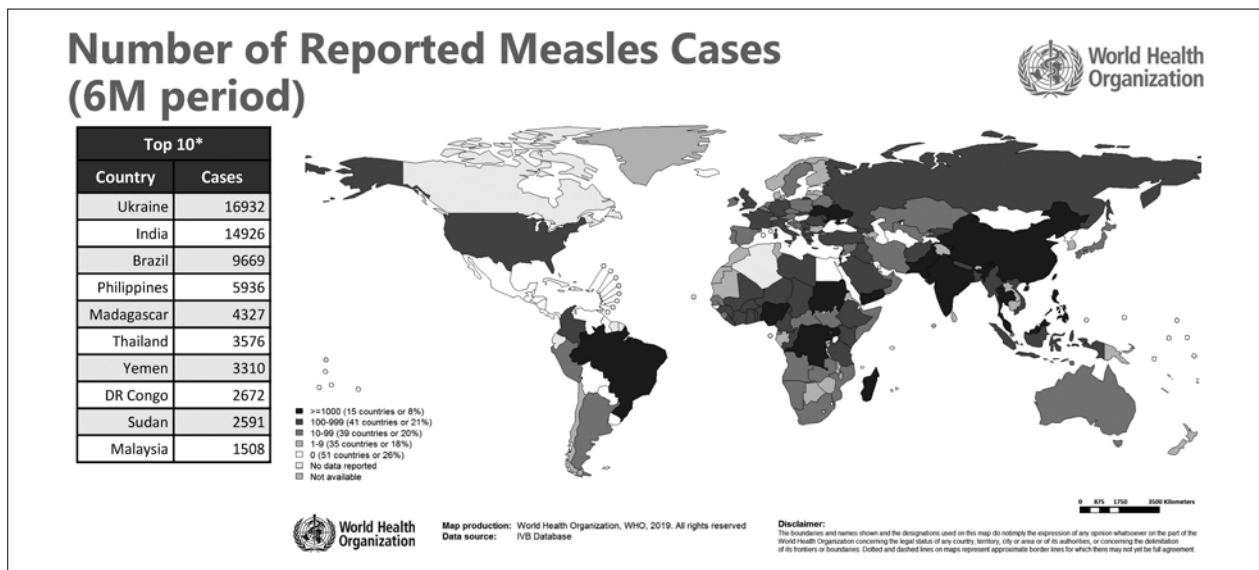 Number of Reported Measles Cases
(6M period)
World Health
Organization
Top 10*
Country Cases
Ukraine 16932
India 14926
Brazil 9669
Philippines 5936
Madagascar 4327
Thailand 3576
Yemen 3310
DR Congo 2672
Sudan 2591
Malaysia 1508
>=1000 (15 countries or 8%)
100-999 (41 countries or 21%)
10-99 (39 countries or 20%)
1-9 (35 countries or 18%)
0 (51 countries or 26%)
No data reported
Not available
0 875 1750 3500 Kilometers
World Health
Organization
Map production: World Health Organization, WHO, 2019. All rights reserved
Data source: IVB Database
Disclaimer:
The boundaries and names shown and the designations used on this map do notimply the expression of any opinion whatsoever on the part of the
World Health Organization concerning the legal status of any country, territory, city or area or of its authorities, or concerning the delimitation
of its frontiers or boundaries. Dotted and dashed lines on maps represent approximate border lines for which there may not yet be full agreement.